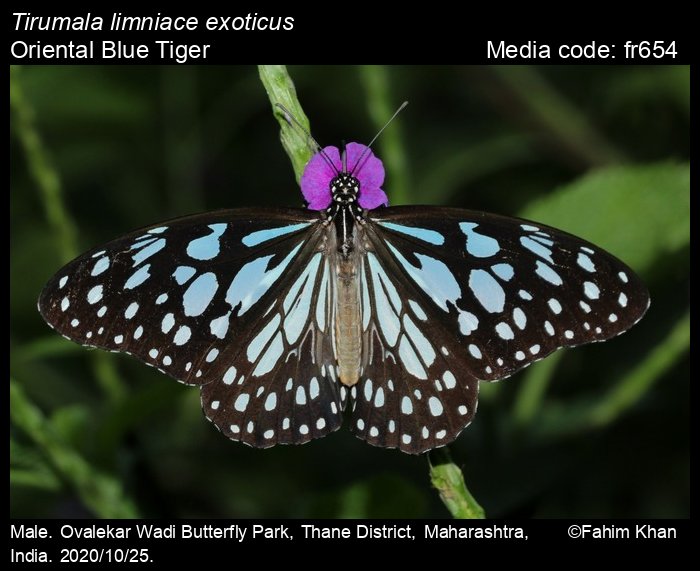 Tirumala limniace exoticus
Oriental Blue Tiger Media code: fr654
Male. Ovalekar Wadi Butterfly Park, Thane District, Maharashtra, ©Fahim Khan
India. 2020/10/25.